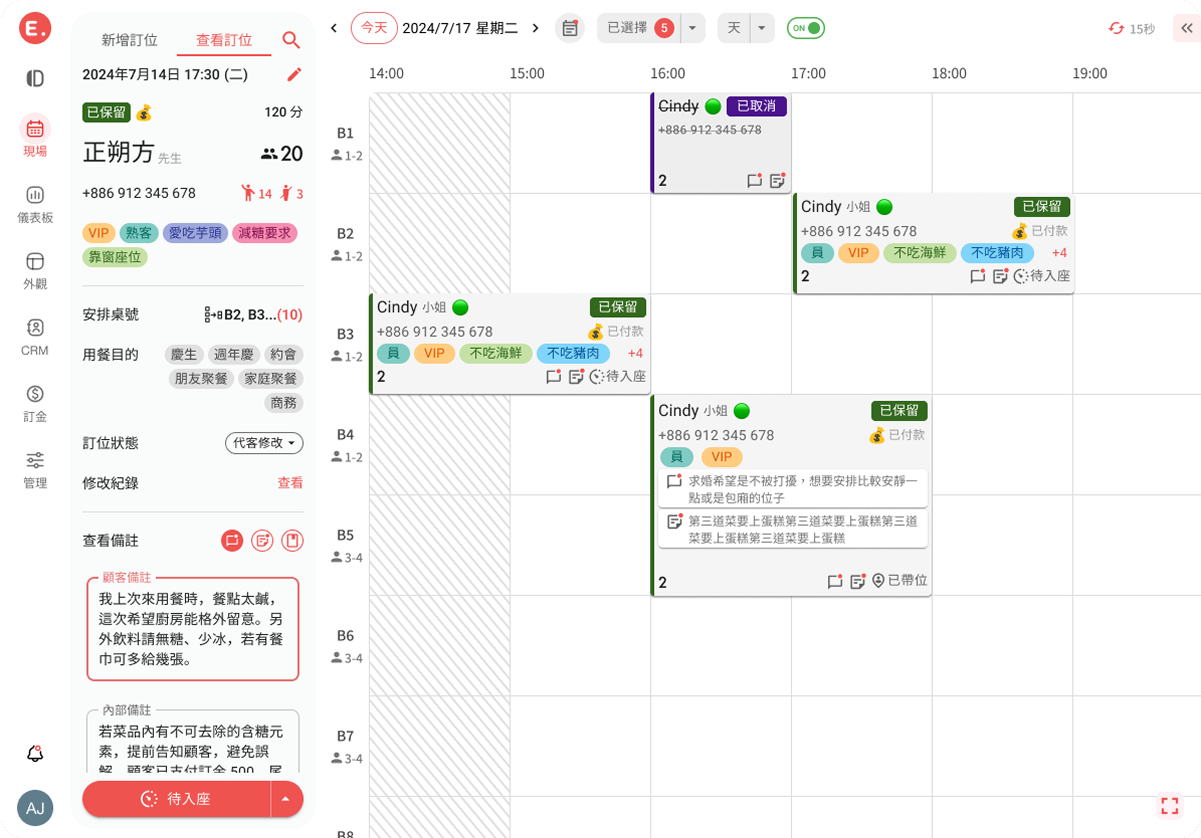 E.
現場
儀表板
外觀
CRM
訂金
管理
AJ
新增訂位
查看訂位
2024年7月14日 17:30 (二)
已保留
120 分
正朔方 先生
20
+886 912 345 678
14
3
VIP
熟客
愛吃芋頭
減糖要求
靠窗座位
安排桌號
B2, B3...(10)
用餐目的
慶生
週年慶
約會
朋友聚餐
家庭聚餐
商務
訂位狀態
代客修改
修改紀錄
查看
查看備註
顧客備註
我上次來用餐時，餐點太鹹，
這次希望廚房能格外留意。另
外飲料請無糖、少冰，若有餐
巾可多給幾張。
內部備註
若菜品內有不可去除的含糖元
素，提前告知顧客，避免誤
解。顧客已支付訂金 500，尾
待入座
今天
2024/7/17 星期二
已選擇
5
天
ON
15秒
14:00
15:00
16:00
17:00
18:00
19:00
B1
1-2
Cindy
已取消
+886 912 345 678
2
B2
1-2
Cindy 小姐
已保留
+886 912 345 678
已付款
員
VIP
不吃海鮮
不吃豬肉
+4
2
待入座
B3
1-2
Cindy 小姐
已保留
+886 912 345 678
已付款
員
VIP
不吃海鮮
不吃豬肉
+4
2
待入座
B4
1-2
Cindy 小姐
已保留
+886 912 345 678
已付款
員
VIP
求婚希望是不被打擾，想要安排比較安靜一
點或是包廂的位子
第三道菜要上蛋糕第三道菜要上蛋糕第三道
菜要上蛋糕第三道菜要上蛋糕
2
已帶位
B5
3-4
B6
3-4
B7
3-4
B8